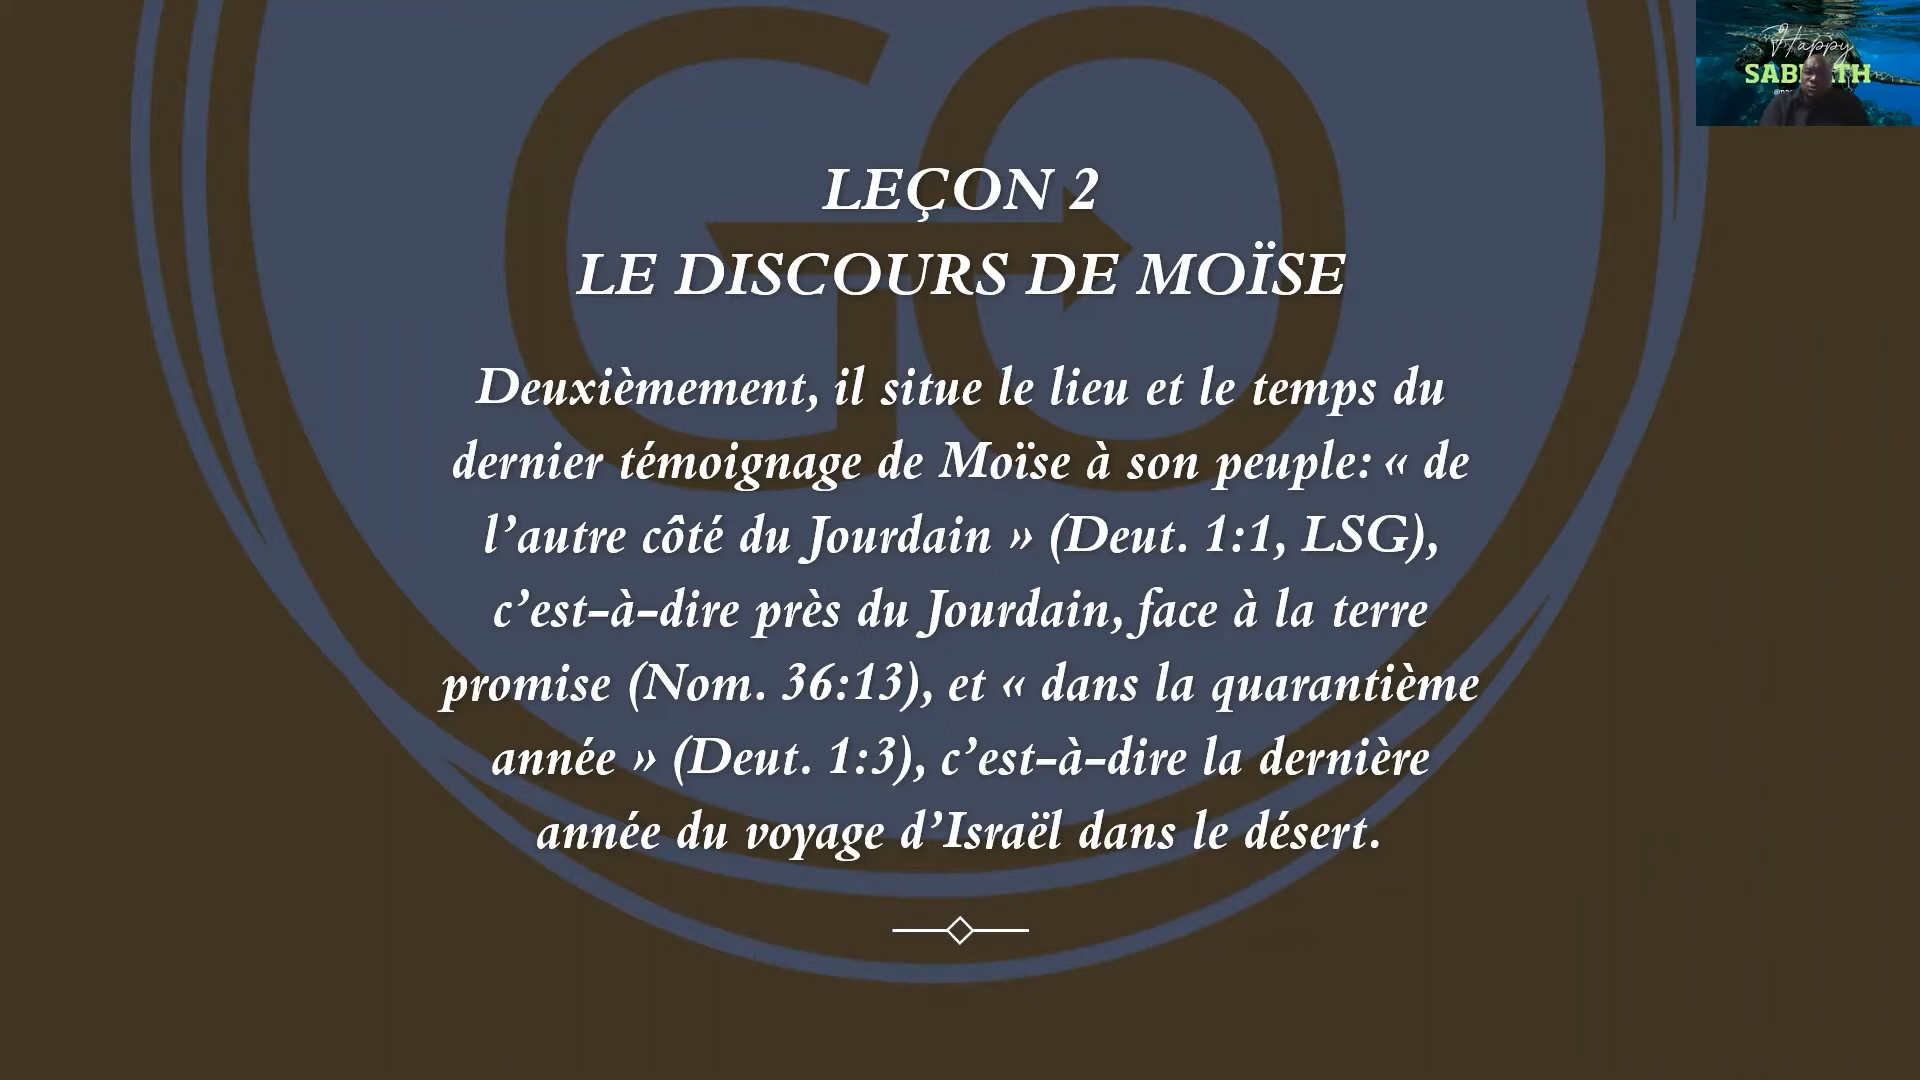 Happy
LEÇON 2
LE DISCOURS DE MOÏSE
Deuxièmement, il situe le lieu et le temps du
dernier témoignage de Moïse à son peuple: « de
l’autre côté du Jourdain » (Deut. 1:1, LSG),
c’est-à-dire près du Jourdain, face à la terre
promise (Nom. 36:13), et « dans la quarantième
année » (Deut. 1:3), c’est-à-dire la dernière
année du voyage d’Israël dans le désert.
GO